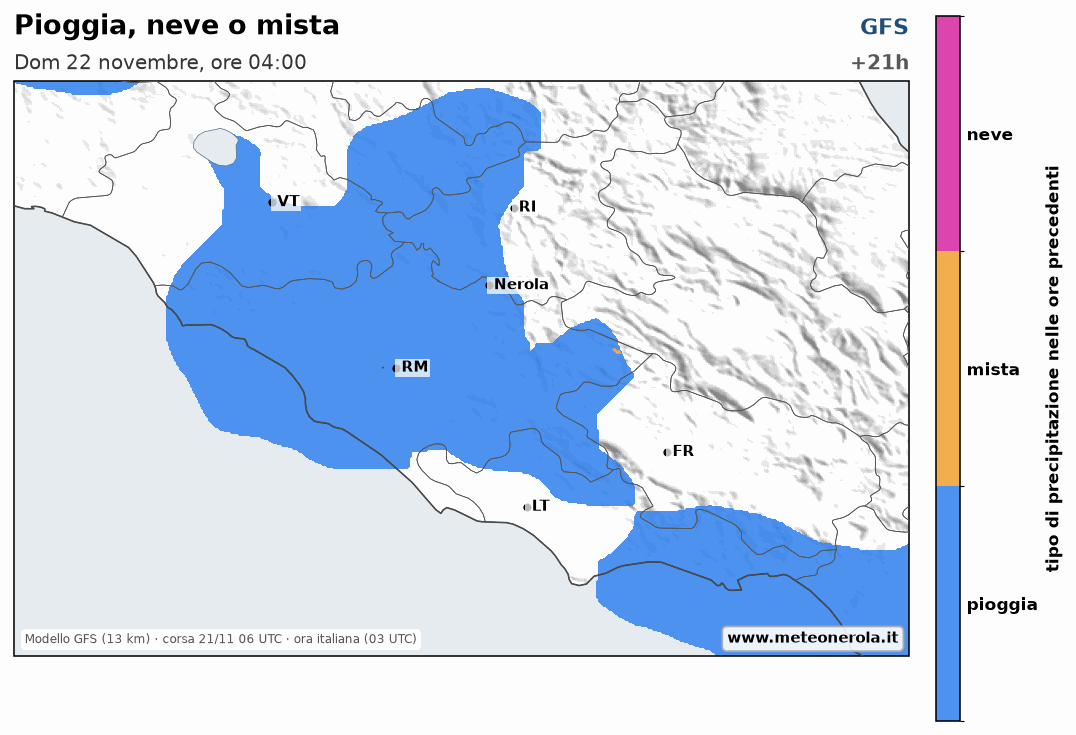 Pioggia, neve o mista
GFS
Dom 22 novembre, ore 04:00
+21h
neve
VT
RI
Nerola
mista
RM
FR
LT
pioggia
tipo di precipitazione nelle ore precedenti
Modello GFS (13 km) · corsa 21/11 06 UTC · ora italiana (03 UTC)
www.meteonerola.it